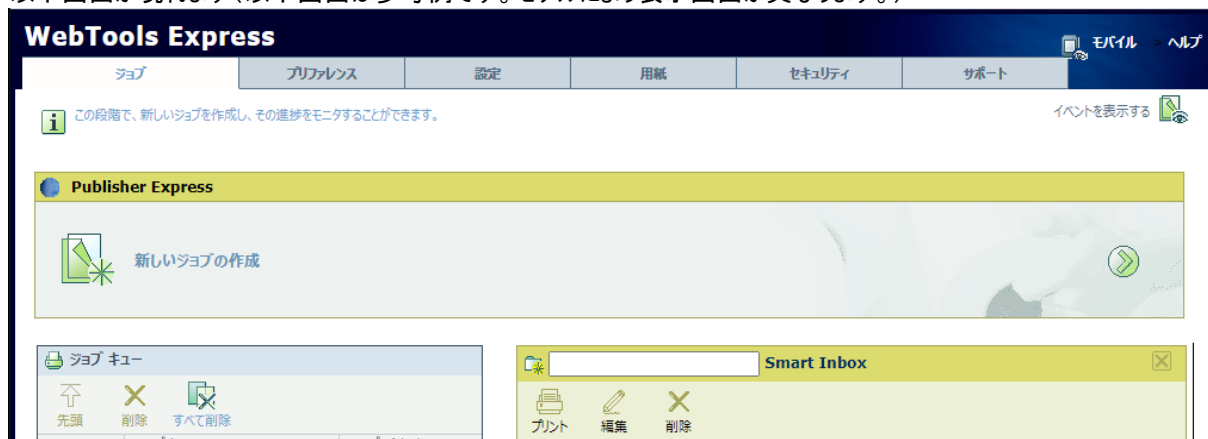 WebTools Express
モバイル > ヘルプ
ジョブ プリファレンス 設定 用紙 セキュリティ サポート
この段階で、新しいジョブを作成し、その進捗をモニタすることができます。
イベントを表示する
Publisher Express
新しいジョブの作成
ジョブ キュー
Smart Inbox
先頭 削除 すべて削除
プリント 編集 削除